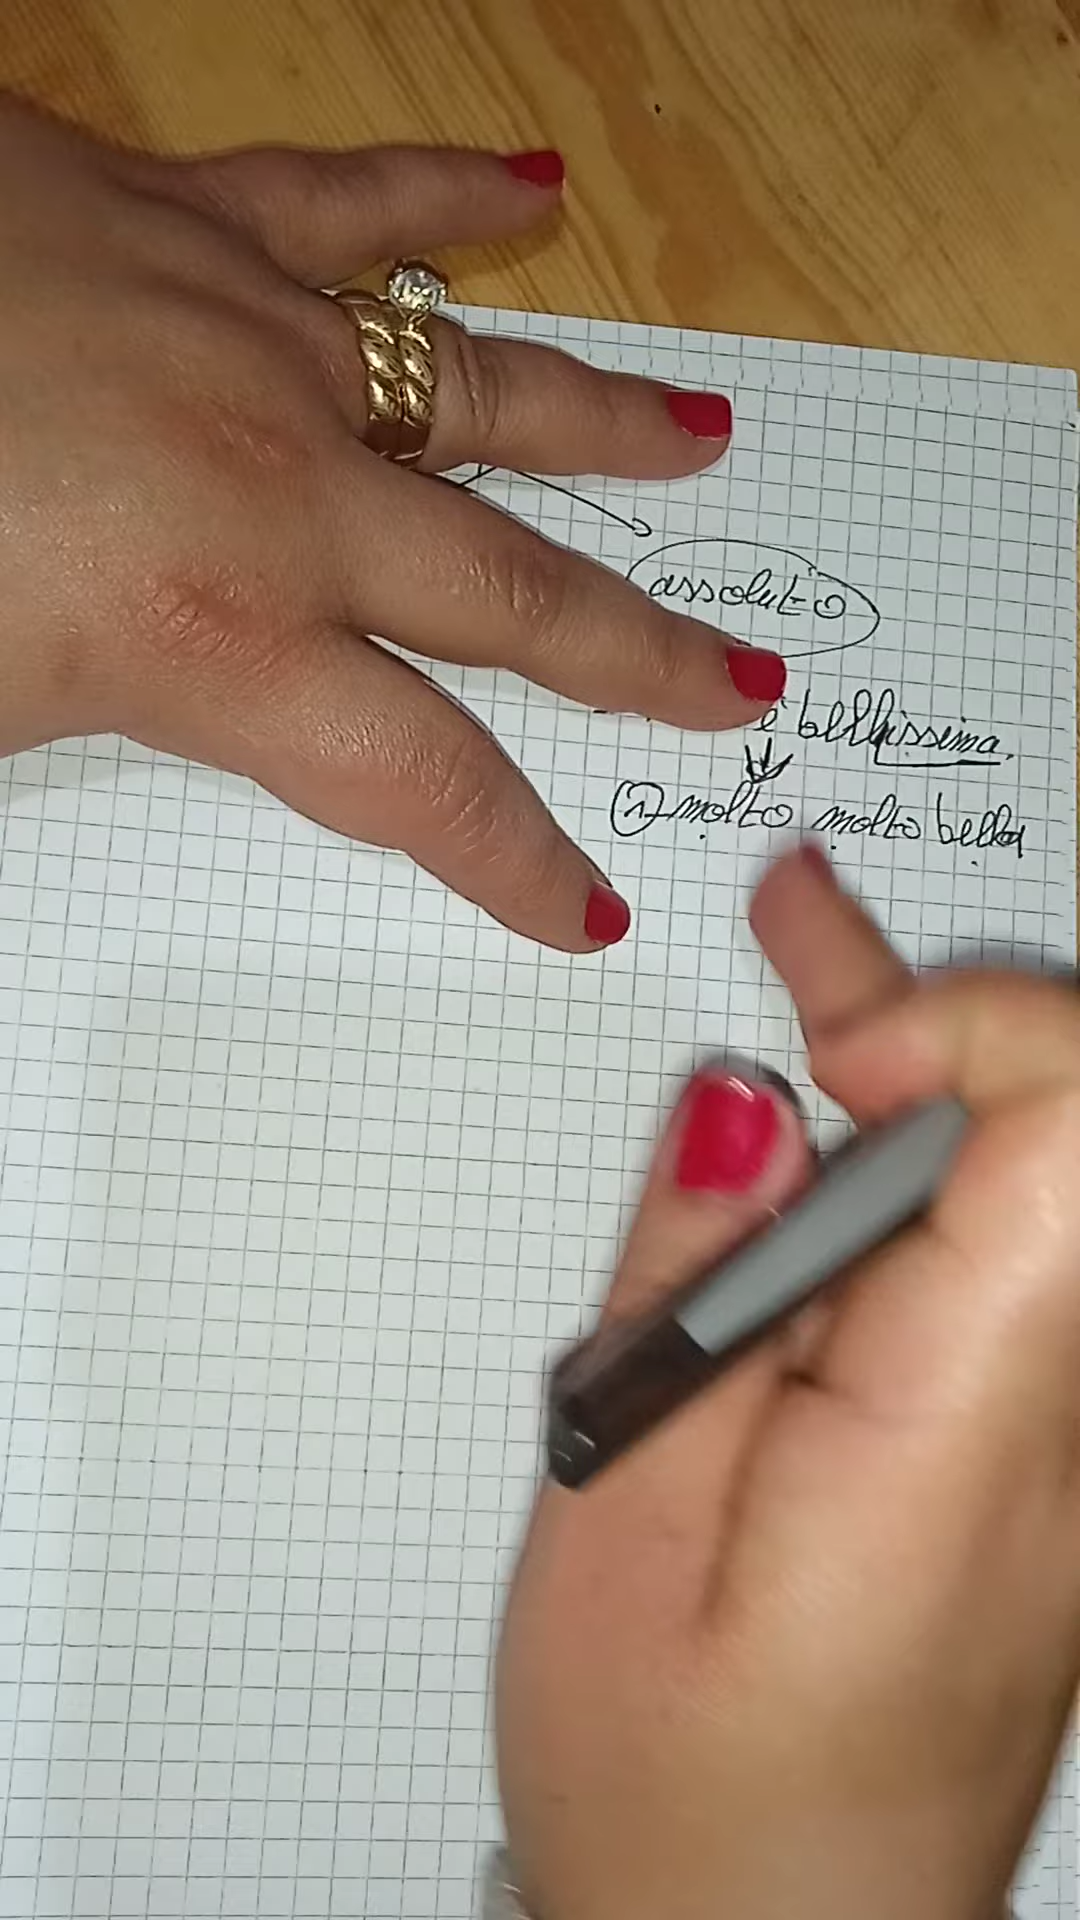 assoluto
è bellissima.
① molto molto bella